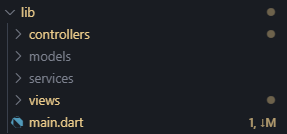 lib
controllers
models
services
views
main.dart 1, ↓M